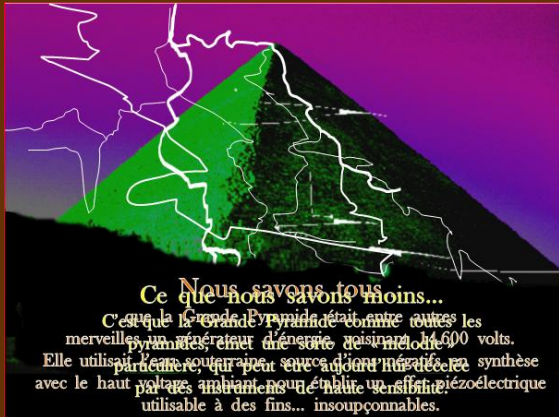 Nous savons tous
que la Grande Pyramide était entre autres
merveilles un générateur d'énergie voisinant 14.600 volts.
Elle utilisait l'eau souterraine, source d'ions négatifs en synthèse
avec le haut voltage ambiant pour établir un effet piézoélectrique
utilisable à des fins... insoupçonnables.
Ce que nous savons moins...
C'est que la Grande Pyramide comme toutes les
pyramides, émet une sorte de « mélodie »
particulière, qui peut être aujourd'hui décelée
par des instruments de haute sensibilité.